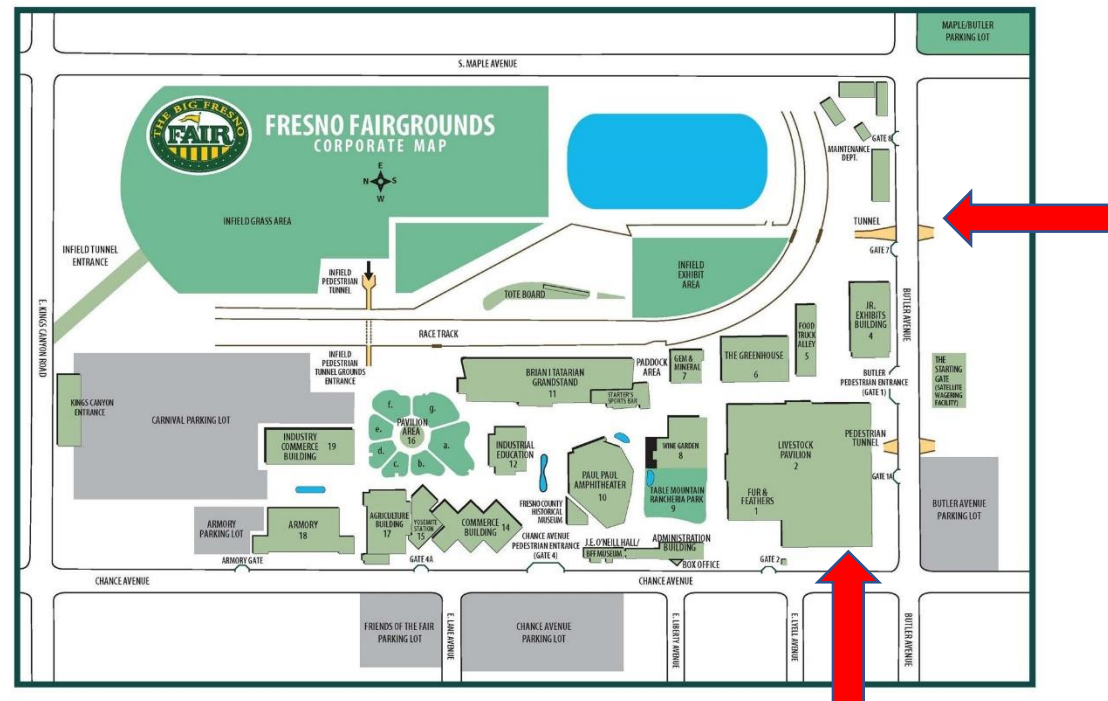 MAPLE/BUTLER
PARKING LOT
S. MAPLE AVENUE
THE BIG FRESNO
FAIR
FRESNO FAIRGROUNDS
CORPORATE MAP
E
N
S
W
GATE 8
MAINTENANCE
DEPT.
INFIELD GRASS AREA
TUNNEL
GATE 7
INFIELD TUNNEL
ENTRANCE
INFIELD
PEDESTRIAN
TUNNEL
INFIELD
EXHIBIT
AREA
TOTE BOARD
E. KINGS CANYON ROAD
BUTLER AVENUE
RACE TRACK
JR.
EXHIBITS
BUILDING
4
FOOD
TRUCK
ALLEY
5
INFIELD
PEDESTRIAN
TUNNEL GROUNDS
ENTRANCE
BRIAN I TATARIAN
GRANDSTAND
11
STARTER'S
SPORTS BAR
PADDOCK
AREA
GEM &
MINERAL
7
THE GREENHOUSE
6
BUTLER
PEDESTRIAN ENTRANCE
(GATE 1)
THE
STARTING
GATE
(SATELLITE
WAGERING
FACILITY)
KINGS CANYON
ENTRANCE
CARNIVAL PARKING LOT
f.
g.
e.
PAVILION
AREA
16
a.
d.
c.
b.
INDUSTRY
COMMERCE
BUILDING
19
INDUSTRIAL
EDUCATION
12
WINE GARDEN
8
LIVESTOCK
PAVILION
2
PEDESTRIAN
TUNNEL
GATE 1A
PAUL PAUL
AMPHITHEATER
10
TABLE MOUNTAIN
RANCHERIA PARK
9
FUR &
FEATHERS
1
BUTLER AVENUE
PARKING LOT
FRESNO COUNTY
HISTORICAL
MUSEUM
ARMORY
PARKING LOT
ARMORY
18
AGRICULTURE
BUILDING
17
YOSEMITE
STATION
15
COMMERCE
BUILDING
14
CHANCE AVENUE
PEDESTRIAN ENTRANCE
(GATE 4)
J.E. O'NEILL HALL/
BFF MUSEUM
ADMINISTRATION
BUILDING
BOX OFFICE
GATE 2
ARMORY GATE
GATE 4A
CHANCE AVENUE
CHANCE AVENUE
FRIENDS OF THE FAIR
PARKING LOT
E. LANE AVENUE
CHANCE AVENUE
PARKING LOT
E. LIBERTY AVENUE
E. LYELL AVENUE
BUTLER AVENUE